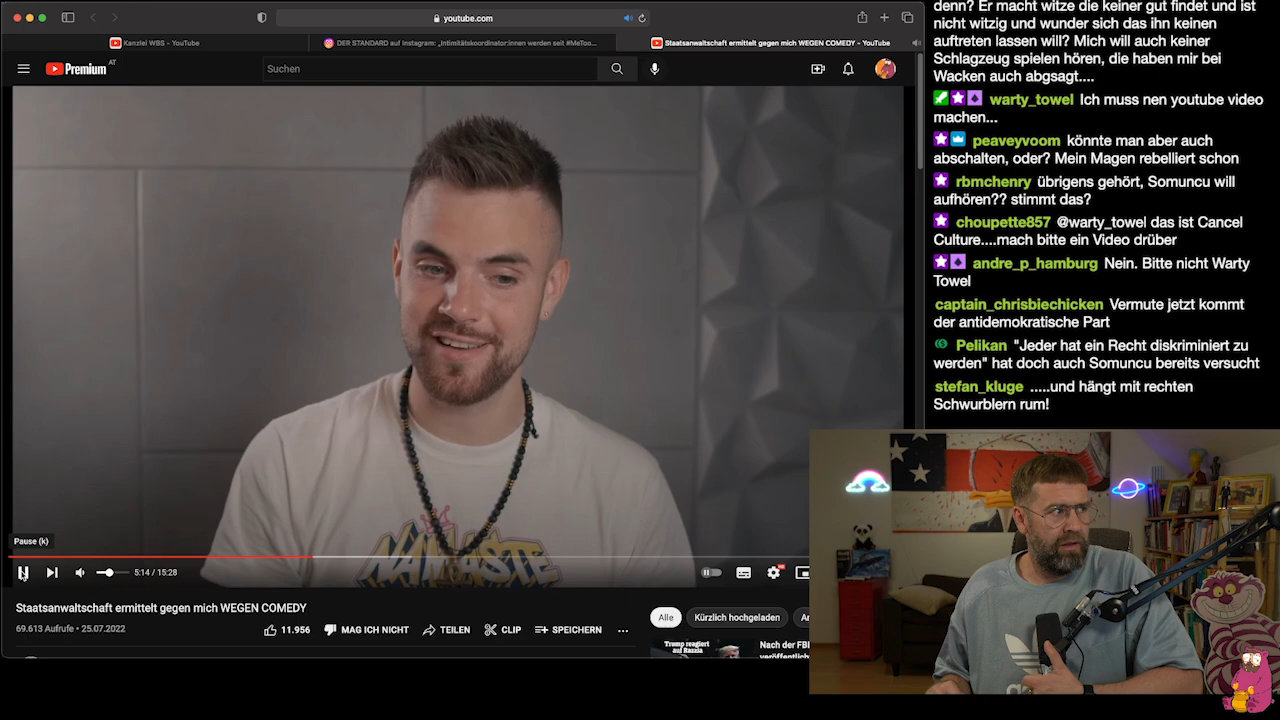 youtube.com
Kanzlei WBS - YouTube
DER STANDARD auf Instagram: „Intimitätskoordinator:innen werden seit #MeToo...
Staatsanwaltschaft ermittelt gegen mich WEGEN COMEDY - YouTube
Premium AT
Suchen
NAMASTE
Pause (k)
5:14 / 15:28
Staatsanwaltschaft ermittelt gegen mich WEGEN COMEDY
69.613 Aufrufe • 25.07.2022
11.956
MAG ICH NICHT
TEILEN
CLIP
SPEICHERN
Alle
Kürzlich hochgeladen
Trump reagiert
auf Razzia
Nach der FBI
denn? Er macht witze die keiner gut findet und ist
nicht witzig und wunder sich das ihn keinen
auftreten lassen will? Mich will auch keiner
Schlagzeug spielen hören, die haben mir bei
Wacken auch abgsagt....
warty_towel Ich muss nen youtube video
machen...
peaveyvoom könnte man aber auch
abschalten, oder? Mein Magen rebelliert schon
rbmchenry übrigens gehört, Somuncu will
aufhören?? stimmt das?
choupette857 @warty_towel das ist Cancel
Culture....mach bitte ein Video drüber
andre_p_hamburg Nein. Bitte nicht Warty
Towel
captain_chrisbiechicken Vermute jetzt kommt
der antidemokratische Part
Pelikan "Jeder hat ein Recht diskriminiert zu
werden" hat doch auch Somuncu bereits versucht
stefan_kluge .....und hängt mit rechten
Schwurblern rum!